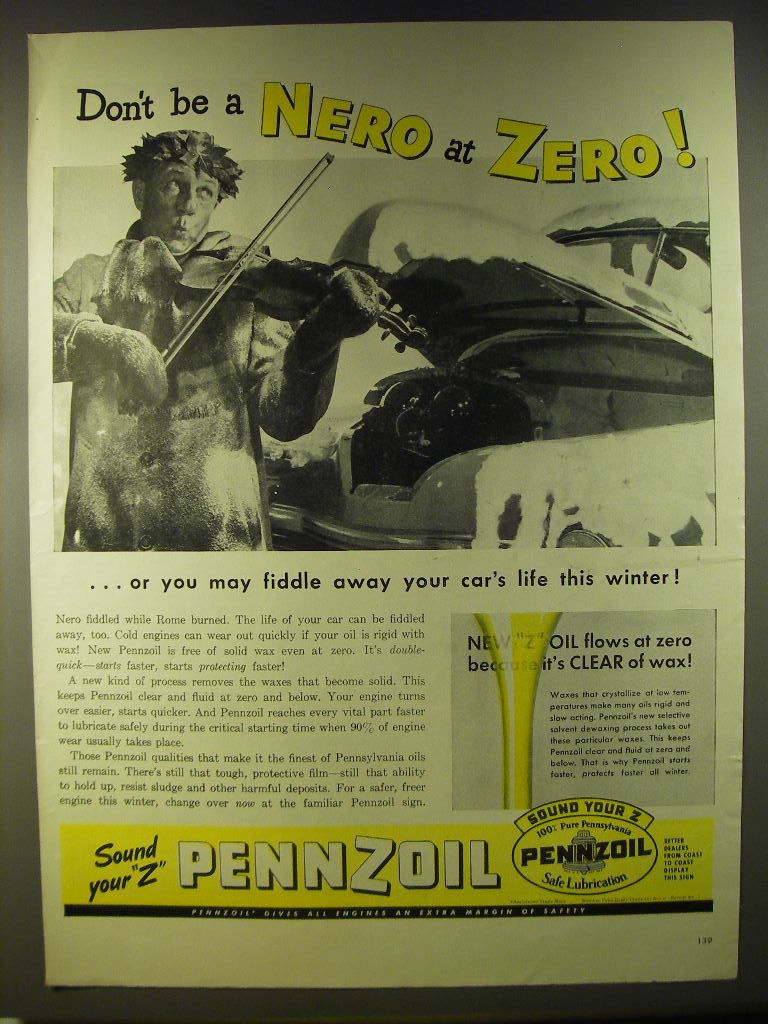 Don't be a NERO at ZERO!
. . . or you may fiddle away your car's life this winter!
Nero fiddled while Rome burned. The life of your car can be fiddled
away, too. Cold engines can wear out quickly if your oil is rigid with
wax! New Pennzoil is free of solid wax even at zero. It's double-
quick—starts faster, starts protecting faster!
A new kind of process removes the waxes that become solid. This
keeps Pennzoil clear and fluid at zero and below. Your engine turns
over easier, starts quicker. And Pennzoil reaches every vital part faster
to lubricate safely during the critical starting time when 90% of engine
wear usually takes place.
Those Pennzoil qualities that make it the finest of Pennsylvania oils
still remain. There's still that tough, protective film—still that ability
to hold up, resist sludge and other harmful deposits. For a safer, freer
engine this winter, change over now at the familiar Pennzoil sign.
NEW "Z" OIL flows at zero
because it's CLEAR of wax!
Waxes that crystallize at low tem-
peratures make many oils rigid and
slow acting. Pennzoil's new selective
solvent dewaxing process takes out
these particular waxes. This keeps
Pennzoil clear and fluid at zero and
below. That is why Pennzoil starts
faster, protects faster all winter.
Sound
your "Z"
PENNZOIL
SOUND YOUR Z
100% Pure Pennsylvania
PENNZOIL
Safe Lubrication
BETTER
DEALERS
FROM COAST
TO COAST
DISPLAY
THIS SIGN
PENNZOIL* GIVES ALL ENGINES AN EXTRA MARGIN OF SAFETY
139